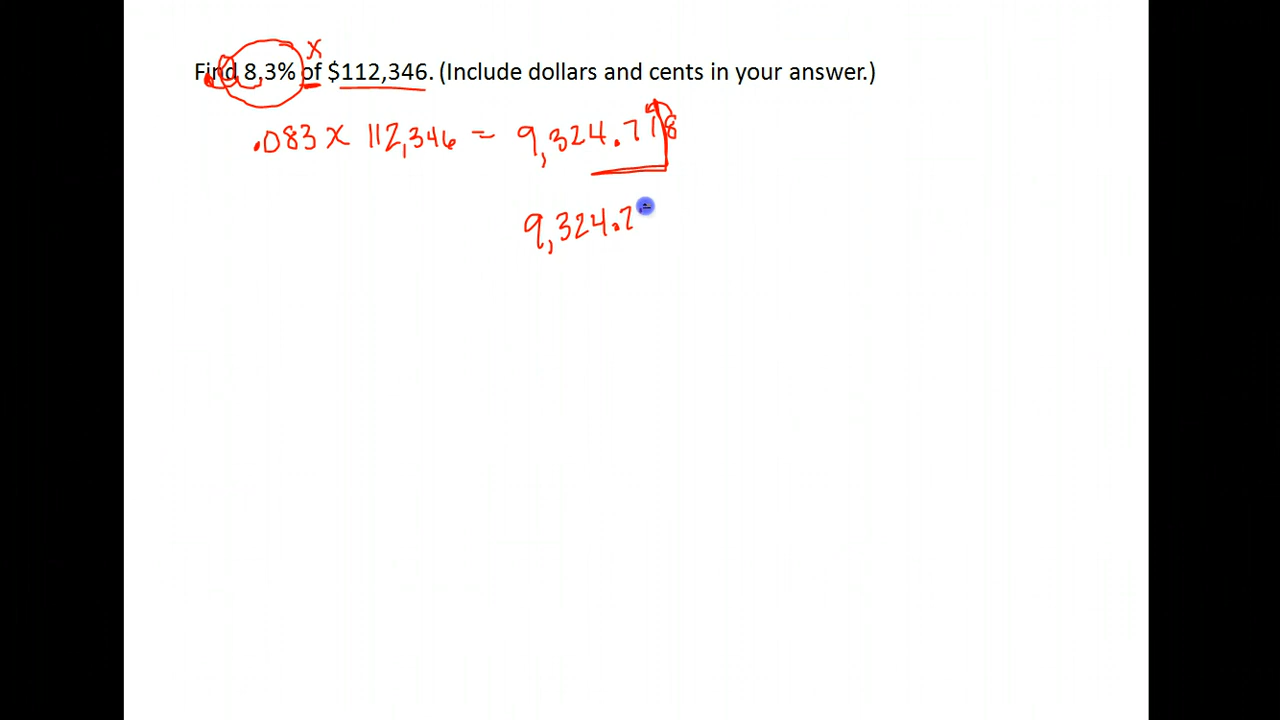 Find 8.3% of $112,346. (Include dollars and cents in your answer.)
x
.083 x 112,346 = 9,324.718
9,324.7